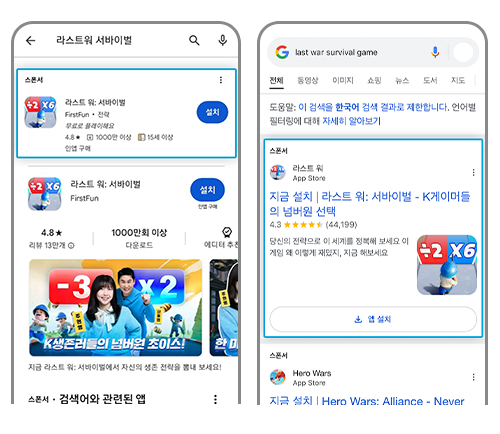 라스트워 서바이벌
스폰서
÷2 X6
라스트 워: 서바이벌
FirstFun • 전략
무료로 플레이해요
4.8★ 1000만 이상 15세 이상
인앱 구매
설치
÷2 X6
라스트 워: 서바이벌
FirstFun
설치
인앱 구매
4.8★
리뷰 13만개
1000만회 이상
다운로드
에디터 추천
-3 x2
K생존러들의 넘버원 초이스!
한 마
지금 라스트 워: 서바이벌에서 자신의 생존 전략을 뽐내 보세요!
스폰서 · 검색어와 관련된 앱
last war survival game
전체 동영상 이미지 쇼핑 뉴스 도서 지도
도움말: 이 검색을 한국어 검색 결과로 제한합니다. 언어별
필터링에 대해 자세히 알아보기
스폰서
라스트 워
App Store
지금 설치 | 라스트 워: 서바이벌 - K게이머들
의 넘버원 선택
4.3 ★★★★★ (44,199)
당신의 전략으로 이 세계를 정복해 보세요 이
게임 왜 이렇게 재밌지, 지금 해보세요
÷2 X6
앱 설치
스폰서
Hero Wars
App Store
지금 설치 | Hero Wars: Alliance - Never